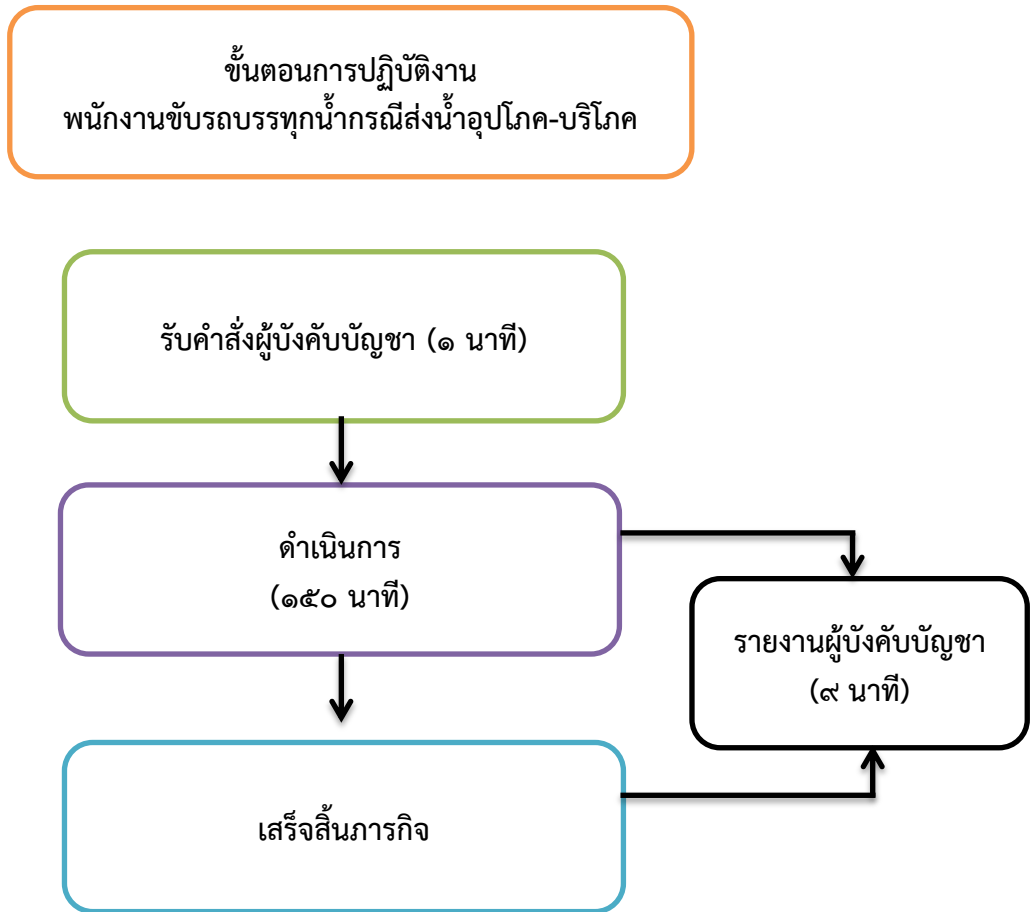 ขั้นตอนการปฏิบัติงาน
พนักงานขับรถบรรทุกน้ำกรณีส่งน้ำอุปโภค-บริโภค
รับคำสั่งผู้บังคับบัญชา (๑ นาที)
ดำเนินการ
(๑๕๐ นาที)
รายงานผู้บังคับบัญชา
(๙ นาที)
เสร็จสิ้นภารกิจ